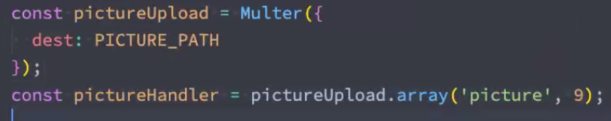 const pictureUpload = Multer({
  dest: PICTURE_PATH
});
const pictureHandler = pictureUpload.array('picture', 9);